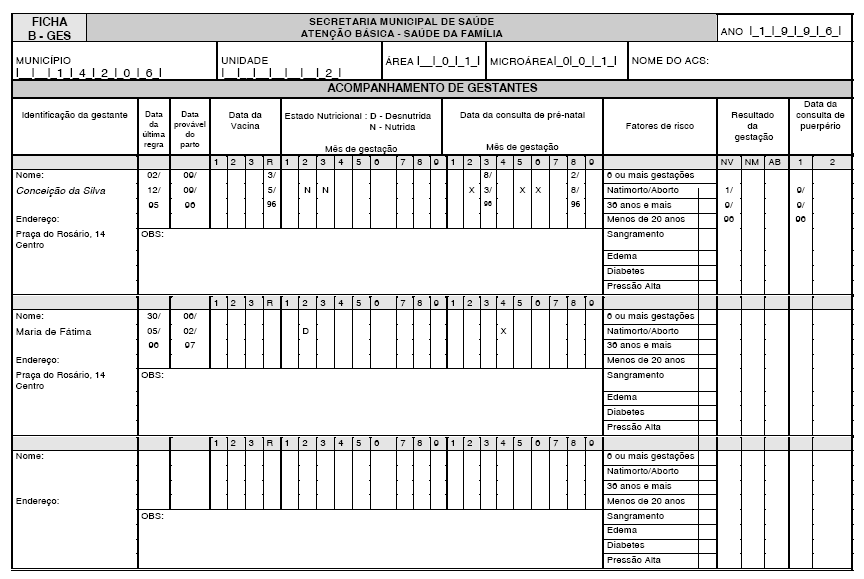 FICHA
B - GES
SECRETARIA MUNICIPAL DE SAÚDE
ATENÇÃO BÁSICA - SAÚDE DA FAMÍLIA
ANO |_1_|_9_|_9_|_6_|
MUNICÍPIO
|__|__|_1_|_4_|_2_|_0_|_6_|
UNIDADE
|__|__|__|__|__|__|_2_|
ÁREA |__|_0_|_1_|
MICROÁREA|_0_|_0_|_1_|
NOME DO ACS:
ACOMPANHAMENTO DE GESTANTES
Identificação da gestante
Data
da
última
regra
Data
provável
do
parto
Data da
Vacina
Estado Nutricional : D - Desnutrida
N - Nutrida
Mês de gestação
Data da consulta de pré-natal
Mês de gestação
Fatores de risco
Resultado
da
gestação
Data da
consulta de
puerpério
1 2 3 R 1 2 3 4 5 6 7 8 9 1 2 3 4 5 6 7 8 9 NV NM AB 1 2
Nome: 02/ 09/ 3/ 8/ 2/ 6 ou mais gestações
Conceição da Silva 12/ 09/ 5/ N N X 3/ X X 8/ Natimorto/Aborto 1/ 9/
95 96 96 96 96 36 anos e mais 9/ 9/
Endereço: Menos de 20 anos 96 96
Praça do Rosário, 14 OBS: Sangramento
Centro
Edema
Diabetes
Pressão Alta
1 2 3 R 1 2 3 4 5 6 7 8 9 1 2 3 4 5 6 7 8 9
Nome: 30/ 06/ 6 ou mais gestações
Maria de Fátima 05/ 02/ D X Natimorto/Aborto
96 97 36 anos e mais
Endereço: Menos de 20 anos
Praça do Rosário, 14 OBS: Sangramento
Centro
Edema
Diabetes
Pressão Alta
1 2 3 R 1 2 3 4 5 6 7 8 9 1 2 3 4 5 6 7 8 9
Nome: 6 ou mais gestações
Natimorto/Aborto
36 anos e mais
Endereço: Menos de 20 anos
OBS: Sangramento
Edema
Diabetes
Pressão Alta